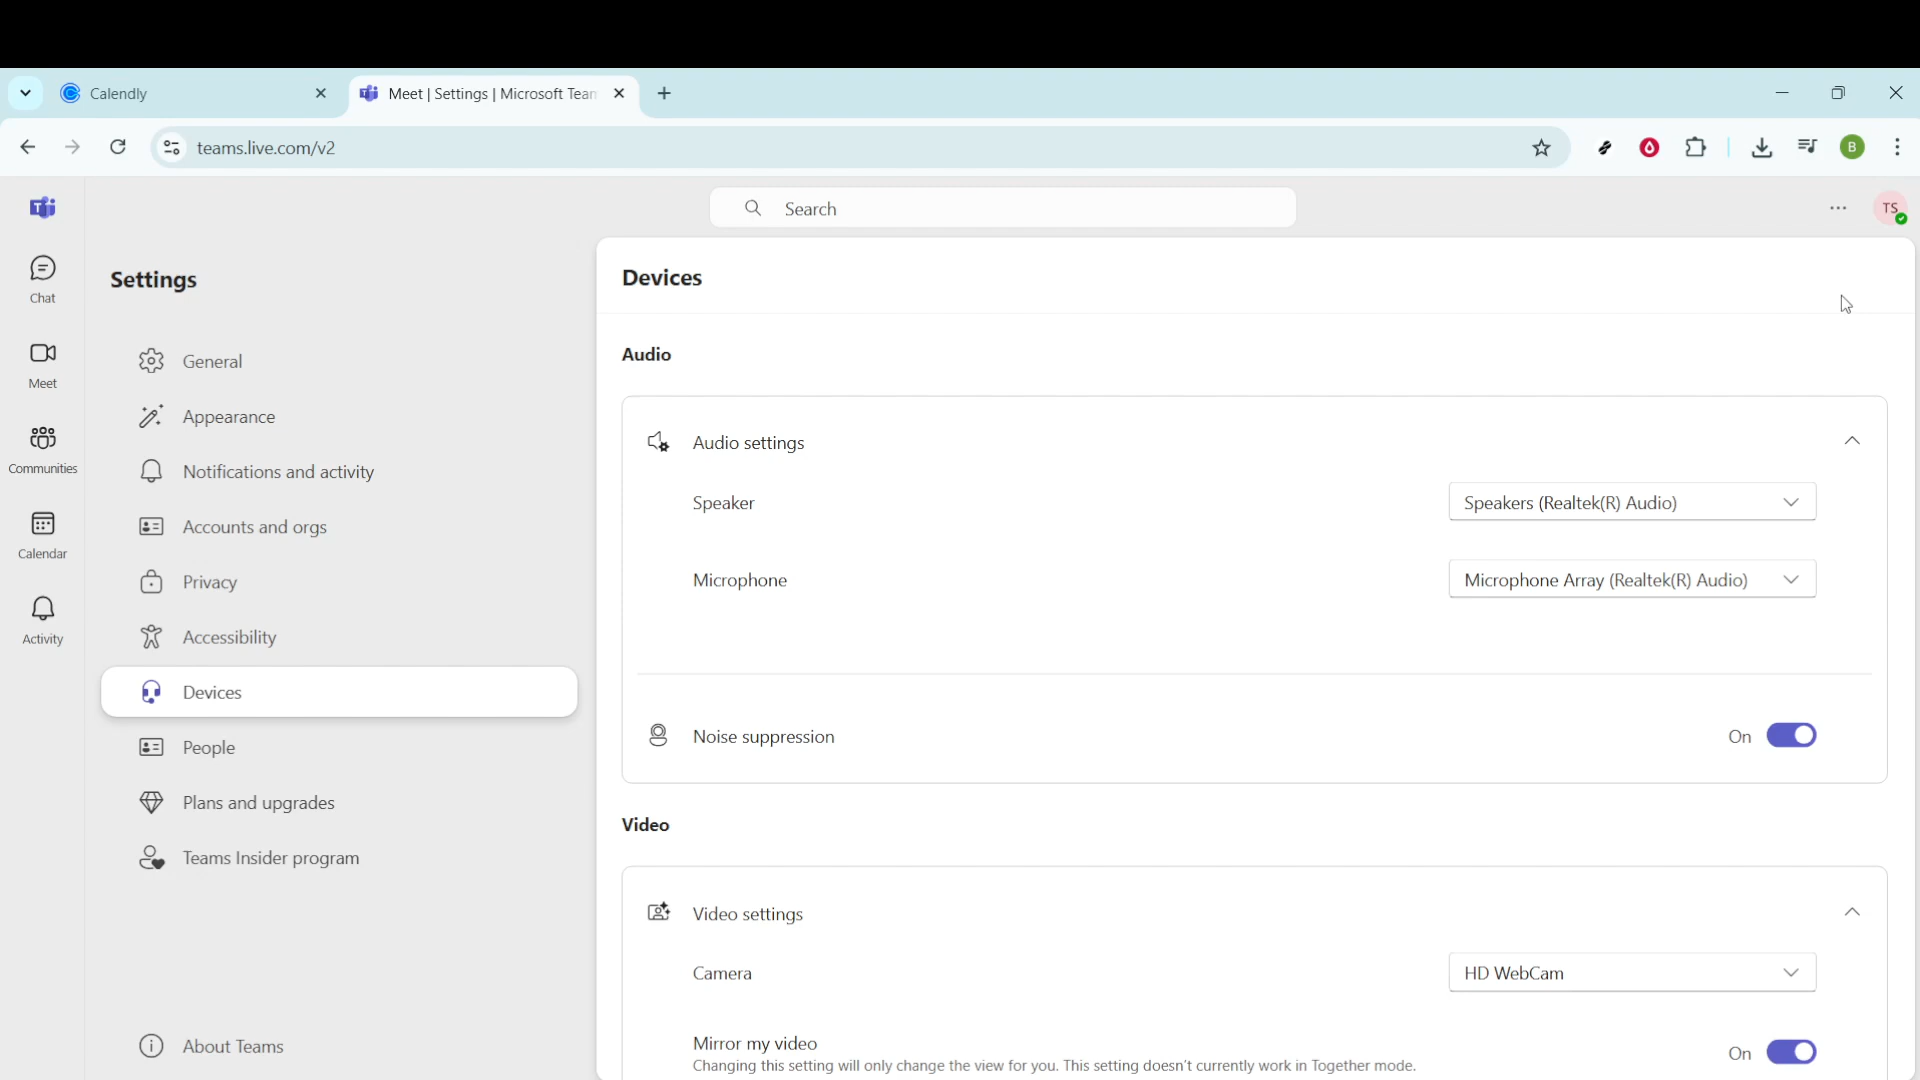 Calendly
Meet | Settings | Microsoft Tean
teams.live.com/v2
B
Search
TS
Chat
Meet
Communities
Calendar
Activity
Settings
General
Appearance
Notifications and activity
Accounts and orgs
Privacy
Accessibility
Devices
People
Plans and upgrades
Teams Insider program
About Teams
Devices
Audio
Audio settings
Speaker
Speakers (Realtek(R) Audio)
Microphone
Microphone Array (Realtek(R) Audio)
Noise suppression
On
Video
Video settings
Camera
HD WebCam
Mirror my video
On
Changing this setting will only change the view for you. This setting doesn't currently work in Together mode.